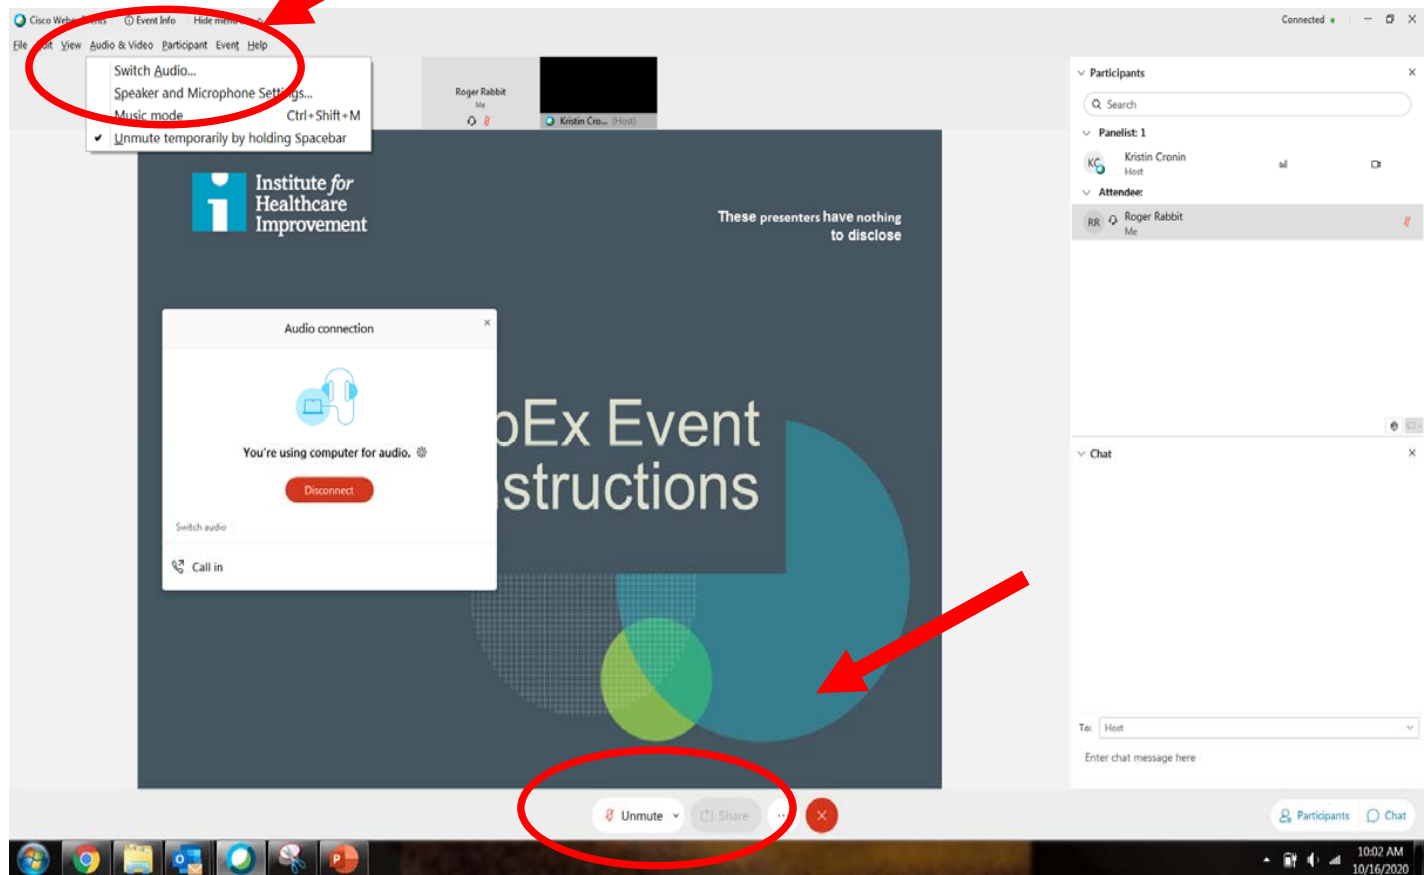 Cisco Webex Events Event Info Hide menu
Connected
File Edit View Audio & Video Participant Event Help
Switch Audio...
Speaker and Microphone Settings...
Music mode Ctrl+Shift+M
Unmute temporarily by holding Spacebar
Roger Rabbit
Me
Kristin Cro... (Host)
Institute for
Healthcare
Improvement
These presenters have nothing
to disclose
Audio connection
You're using computer for audio.
Disconnect
Switch audio
Call in
bEx Event
structions
Participants
Search
Panelist: 1
KC Kristin Cronin
Host
Attendee:
RR Roger Rabbit
Me
Chat
To: Host
Enter chat message here
Unmute Share
Participants Chat
10:02 AM
10/16/2020